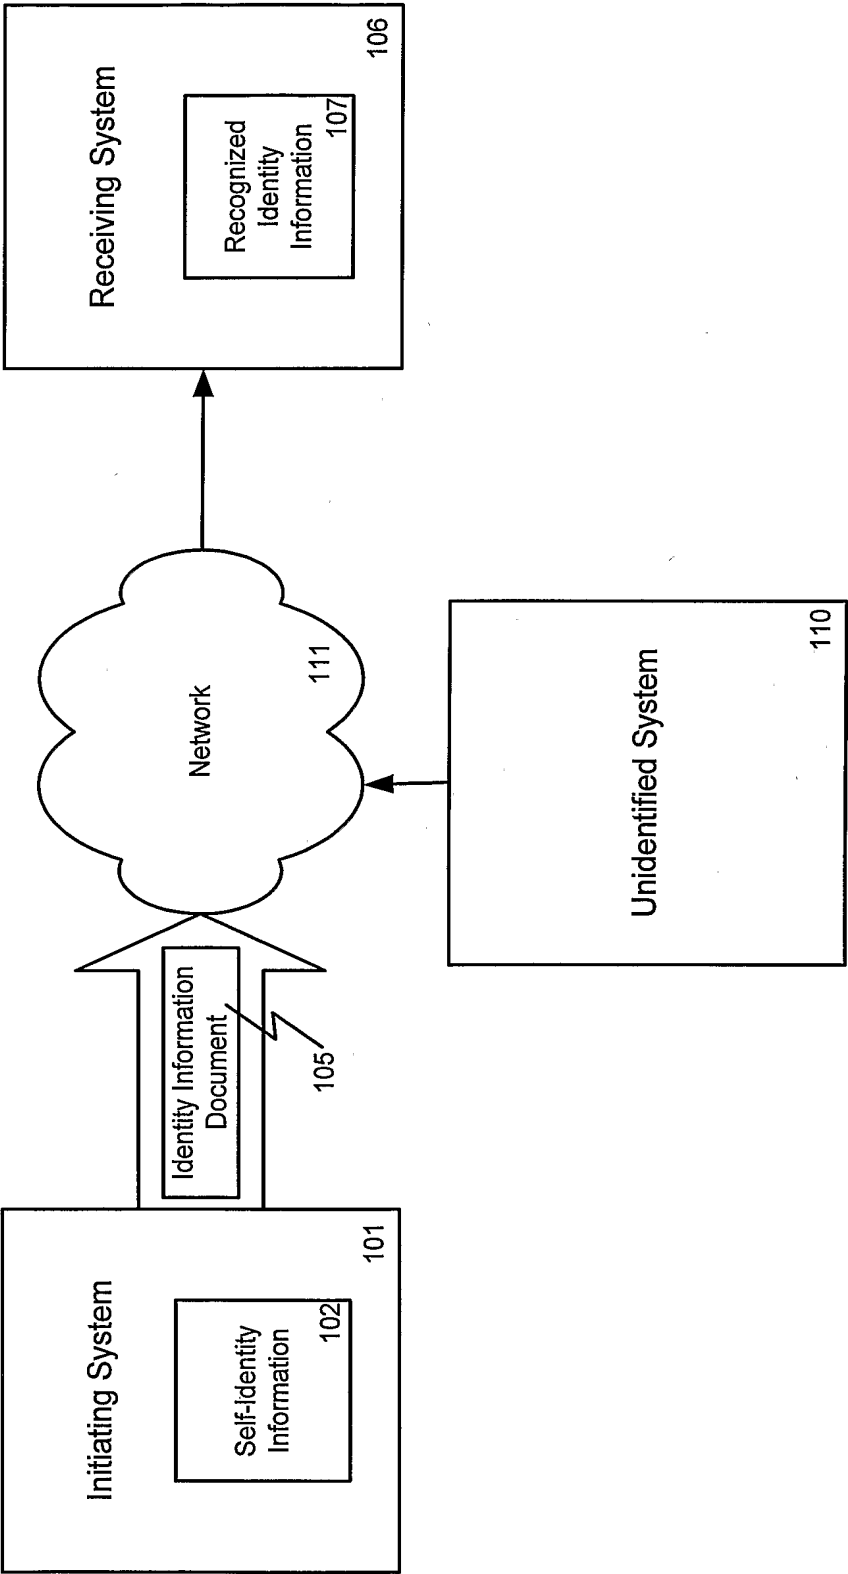 Initiating System
Self-Identity
Information
102
101
Identity Information
Document
105
Network
111
Receiving System
Recognized
Identity
Information
107
106
Unidentified System
110